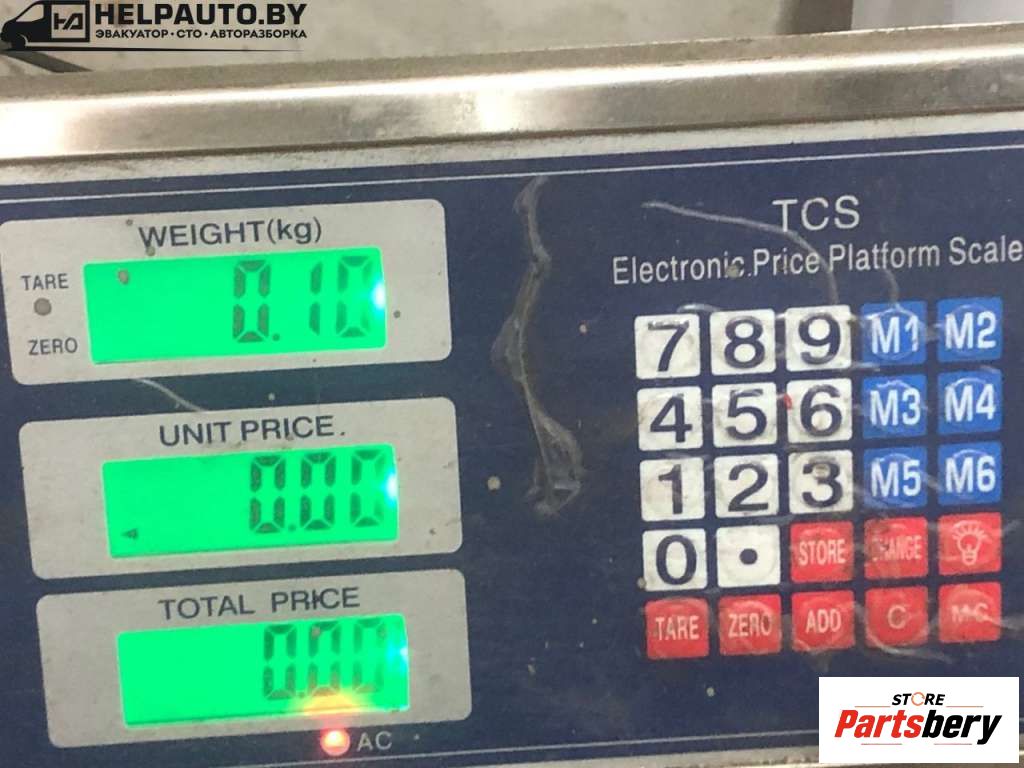 HELPAUTO.BY
ЭВАКУАТОР · СТО · АВТОРАЗБОРКА
TCS
Electronic Price Platform Scale
WEIGHT(kg)
TARE
ZERO
0.10
UNIT PRICE.
0.00
TOTAL PRICE
0.00
AC
7 8 9 M1 M2
4 5 6 M3 M4
1 2 3 M5 M6
0 . STORE CHANGE
TARE ZERO ADD C MC
STORE
Partsbery